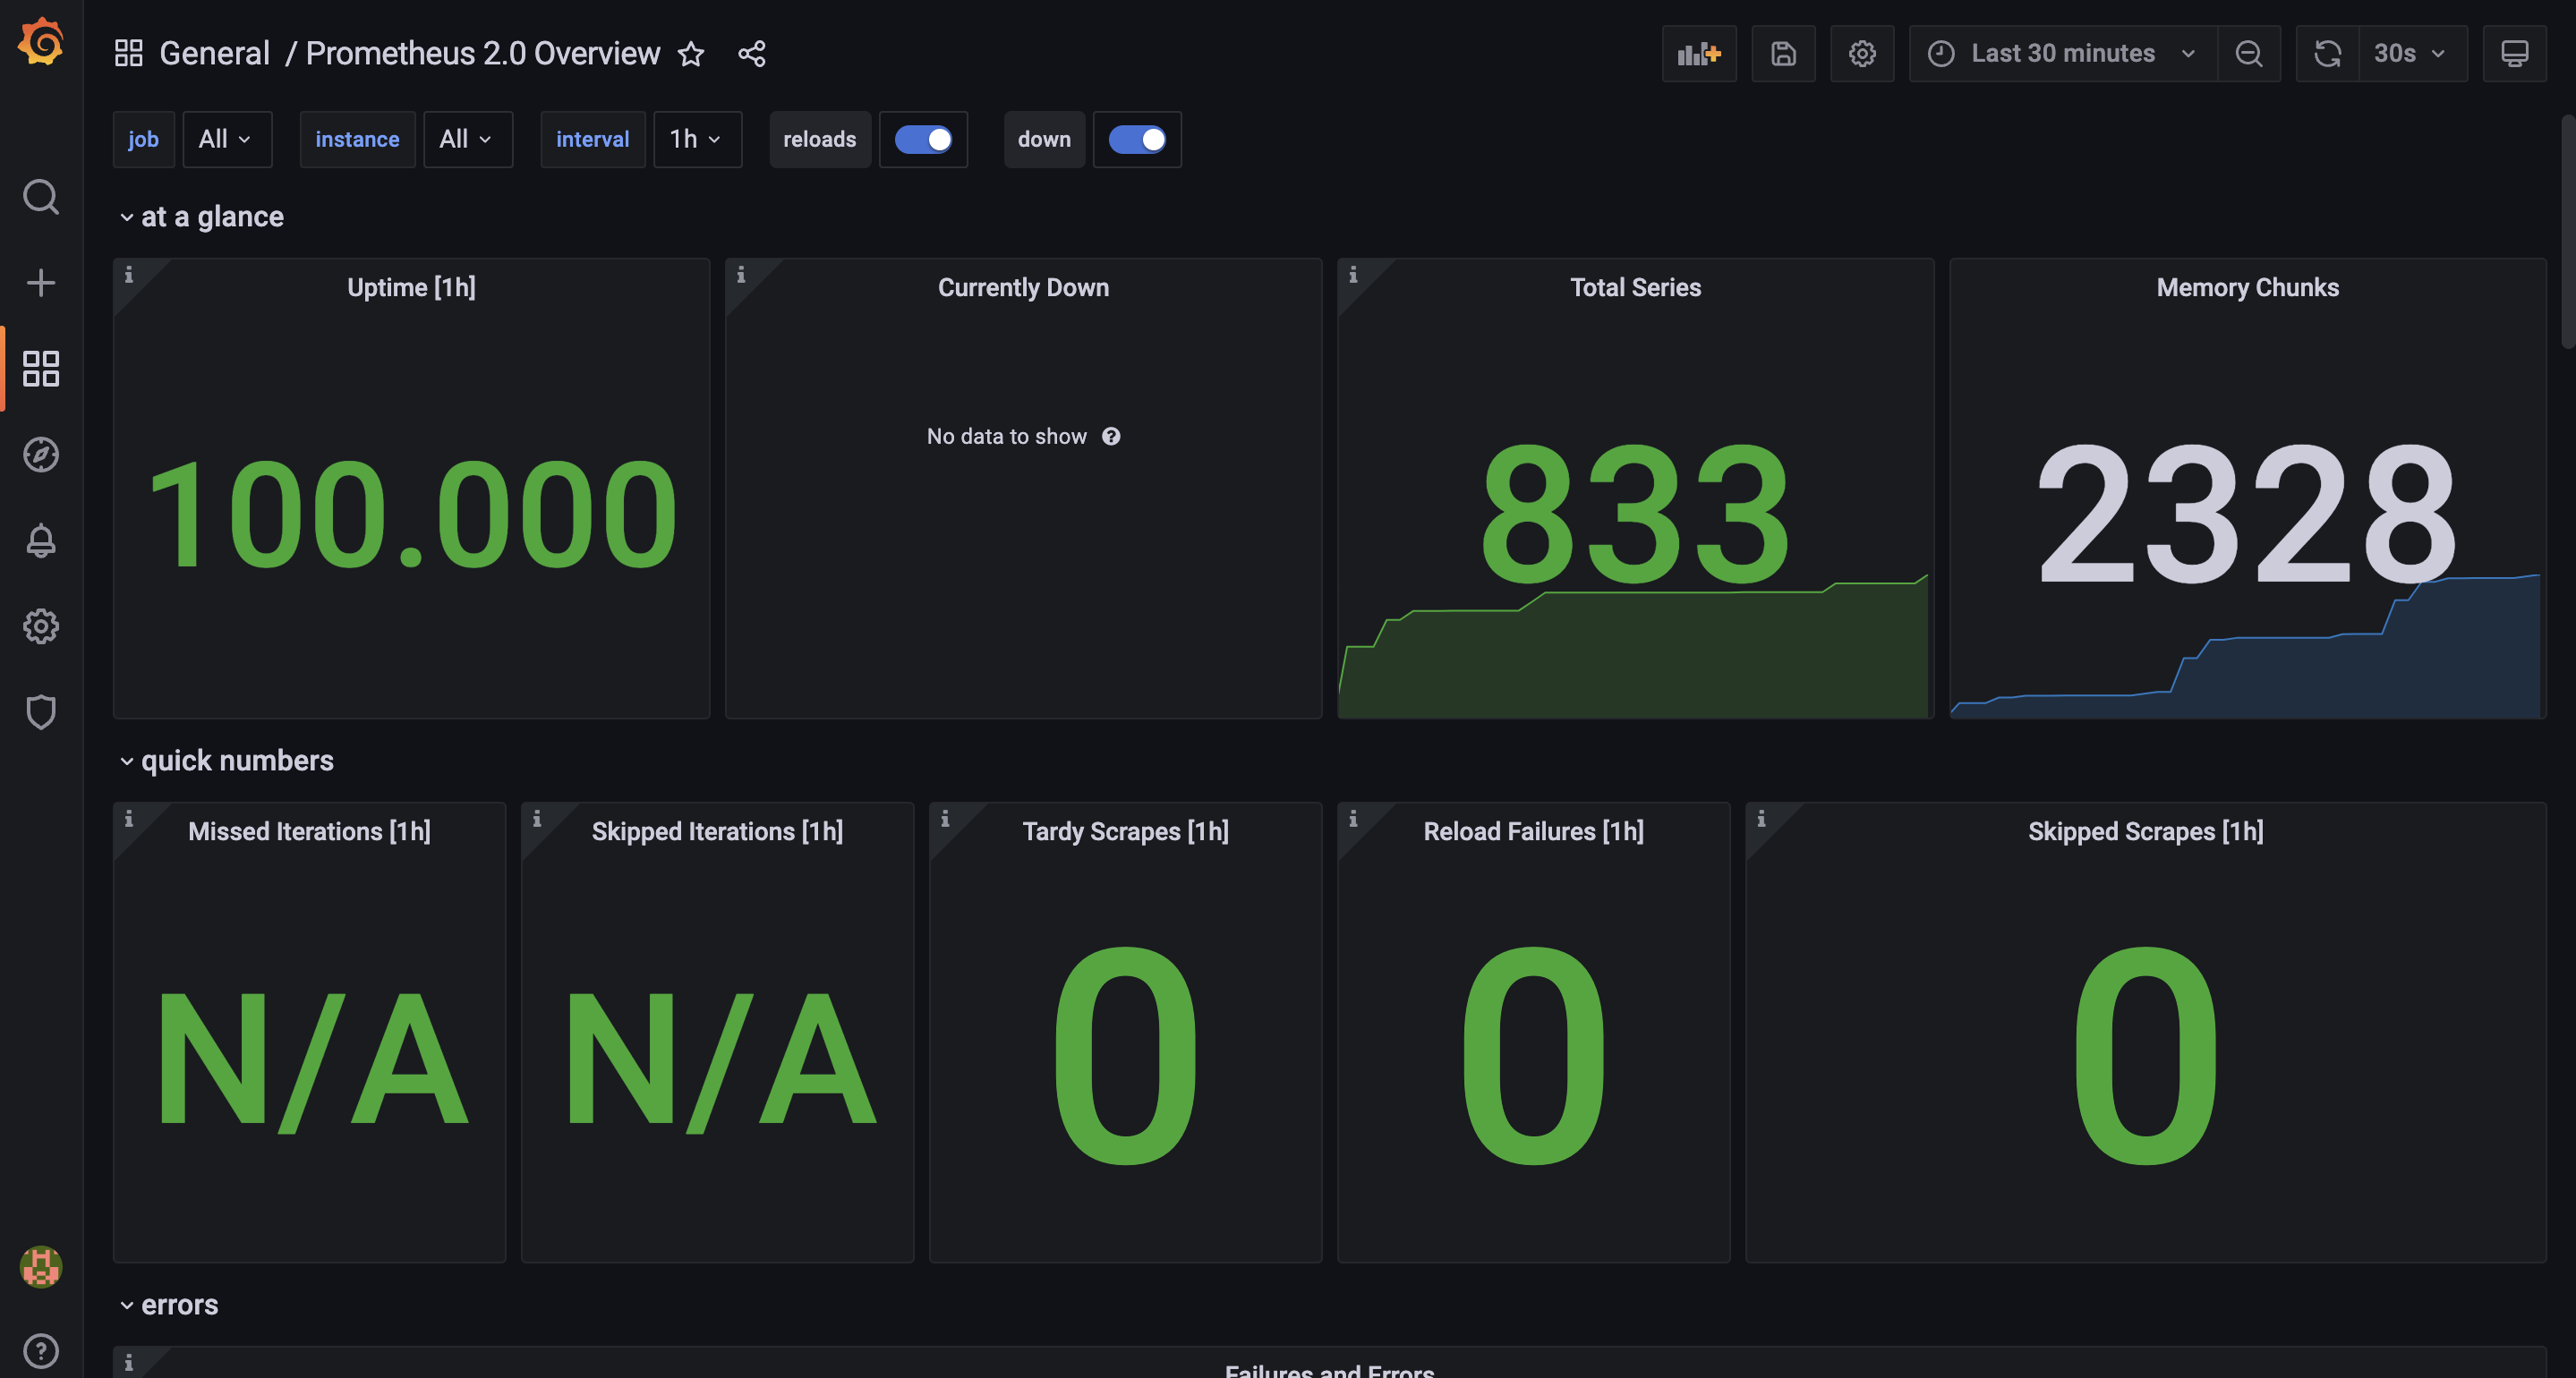 General / Prometheus 2.0 Overview
Last 30 minutes
30s
job All instance All interval 1h reloads down
at a glance
Uptime [1h]
100.000
Currently Down
No data to show
Total Series
833
Memory Chunks
2328
quick numbers
Missed Iterations [1h]
N/A
Skipped Iterations [1h]
N/A
Tardy Scrapes [1h]
0
Reload Failures [1h]
0
Skipped Scrapes [1h]
0
errors
Failures and Errors